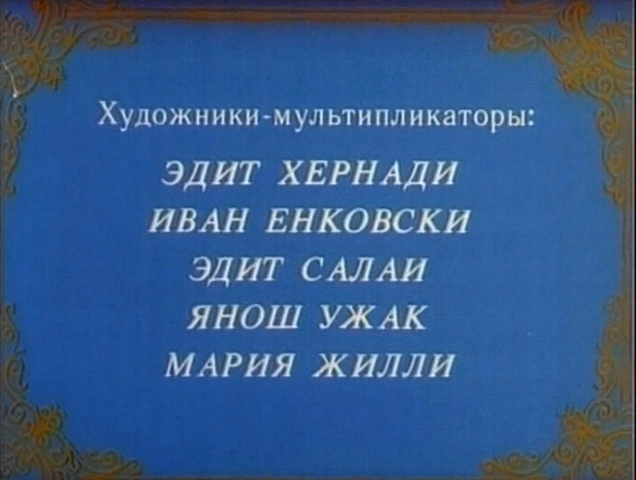 Художники-мультипликаторы:
ЭДИТ ХЕРНАДИ
ИВАН ЕНКОВСКИ
ЭДИТ САЛАИ
ЯНОШ УЖАК
МАРИЯ ЖИЛЛИ